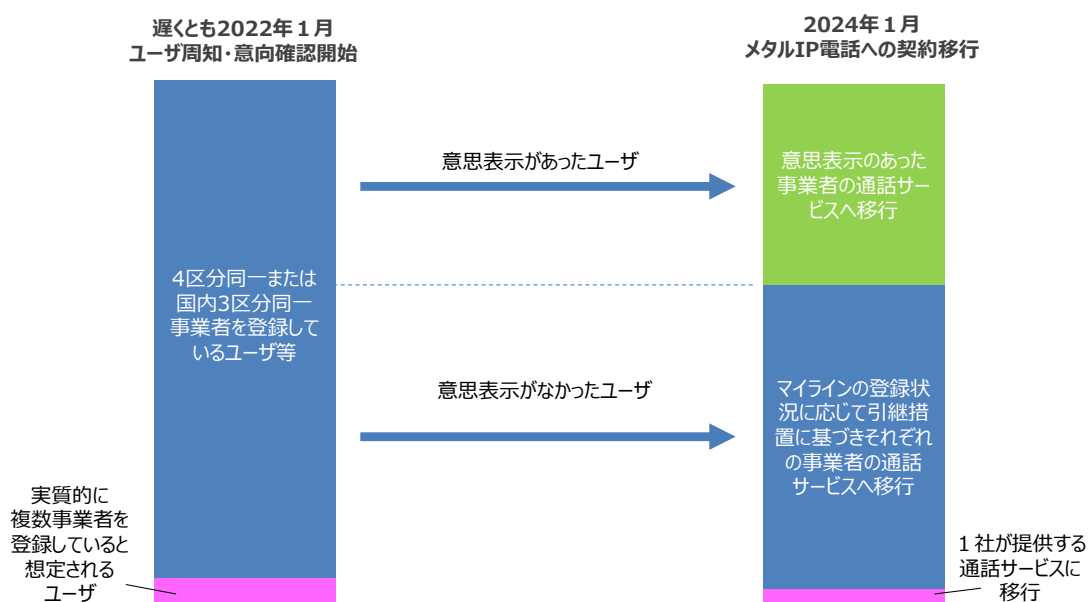 遅くとも2022年１月
ユーザ周知・意向確認開始
2024年１月
メタルIP電話への契約移行
意思表示があったユーザ
意思表示のあった
事業者の通話サー
ビスへ移行
4区分同一または
国内3区分同一
事業者を登録して
いるユーザ等
意思表示がなかったユーザ
マイラインの登録状
況に応じて引継措
置に基づきそれぞれ
の事業者の通話
サービスへ移行
実質的に
複数事業者を
登録していると
想定される
ユーザ
１社が提供する
通話サービスに
移行